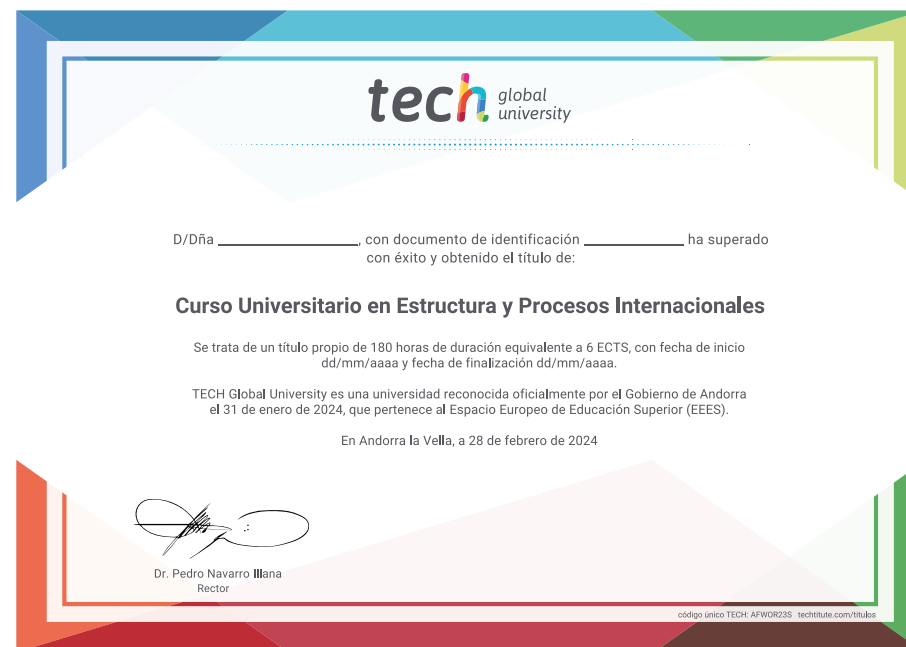 tech global
university
D/Dña ______________, con documento de identificación __________ ha superado
con éxito y obtenido el título de:
Curso Universitario en Estructura y Procesos Internacionales
Se trata de un título propio de 180 horas de duración equivalente a 6 ECTS, con fecha de inicio
dd/mm/aaaa y fecha de finalización dd/mm/aaaa.
TECH Global University es una universidad reconocida oficialmente por el Gobierno de Andorra
el 31 de enero de 2024, que pertenece al Espacio Europeo de Educación Superior (EEES).
En Andorra la Vella, a 28 de febrero de 2024
Dr. Pedro Navarro Illana
Rector
código único TECH: AFWOR23S techtitute.com/titulos